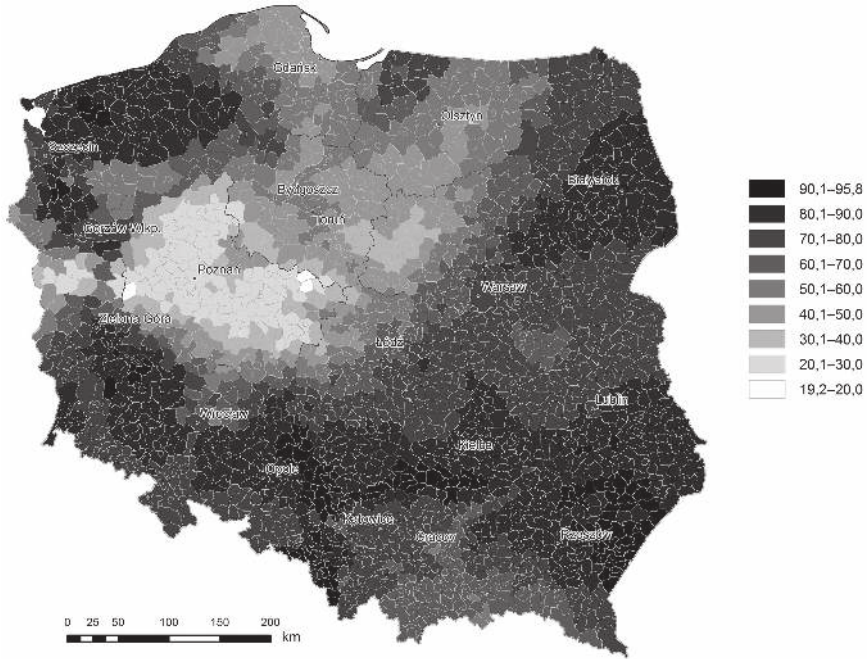 Gdańsk
Olsztyn
Szczecin
Białystok
Bydgoszcz
Toruń
Gorzów Wlkp.
Poznań
Warsaw
Zielona Góra
Łódź
Wrocław
Lublin
Kielce
Opole
Katowice
Cracow
Rzeszów
90,1–95,8
80,1–90,0
70,1–80,0
60,1–70,0
50,1–60,0
40,1–50,0
30,1–40,0
20,1–30,0
19,2–20,0
0 25 50 100 150 200
km